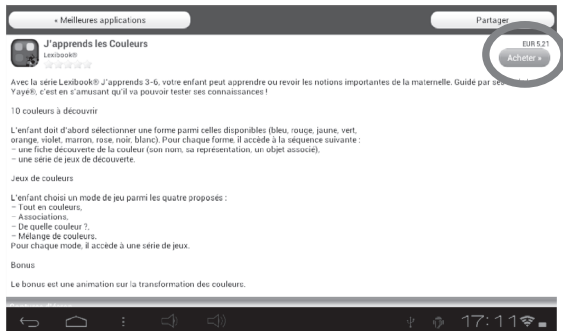 « Meilleures applications
Partager
J'apprends les Couleurs
EUR 5,21
Lexibook®
Acheter »
Avec la série Lexibook® J'apprends 3-6, votre enfant peut apprendre ou revoir les notions importantes de la maternelle. Guidé par ses
Yayé®, c'est en s'amusant qu'il va pouvoir tester ses connaissances !
10 couleurs à découvrir
L'enfant doit d'abord sélectionner une forme parmi celles disponibles (bleu, rouge, jaune, vert,
orange, violet, marron, rose, noir, blanc). Pour chaque forme, il accède à la séquence suivante :
– une fiche découverte de la couleur (son nom, sa représentation, un objet associé),
– une série de jeux de découverte.
Jeux de couleurs
L'enfant choisi un mode de jeu parmi les quatre proposés :
– Tout en couleurs,
– Associations,
– De quelle couleur ?,
– Mélange de couleurs.
Pour chaque mode, il accède à une série de jeux.
Bonus
Le bonus est une animation sur la transformation des couleurs.
17:11